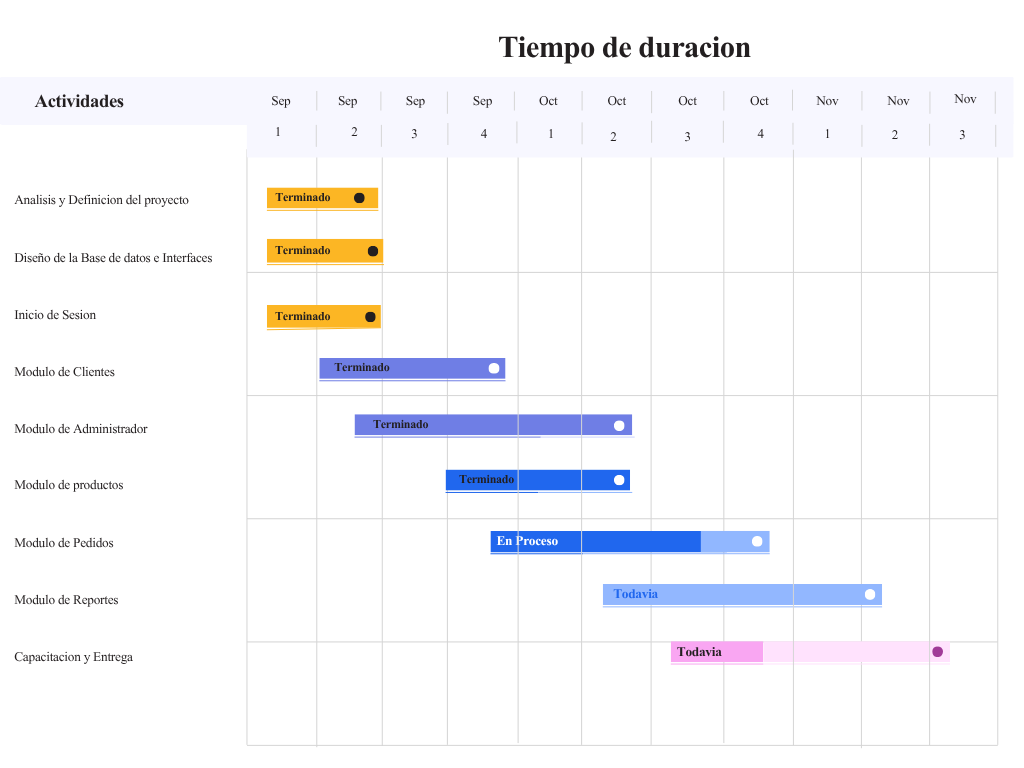 Tiempo de duracion
Actividades Sep Sep Sep Sep Oct Oct Oct Oct Nov Nov Nov
1 2 3 4 1 2 3 4 1 2 3
Analisis y Definicion del proyecto Terminado
Diseño de la Base de datos e Interfaces Terminado
Inicio de Sesion Terminado
Modulo de Clientes Terminado
Modulo de Administrador Terminado
Modulo de productos Terminado
Modulo de Pedidos En Proceso
Modulo de Reportes Todavia
Capacitacion y Entrega Todavia